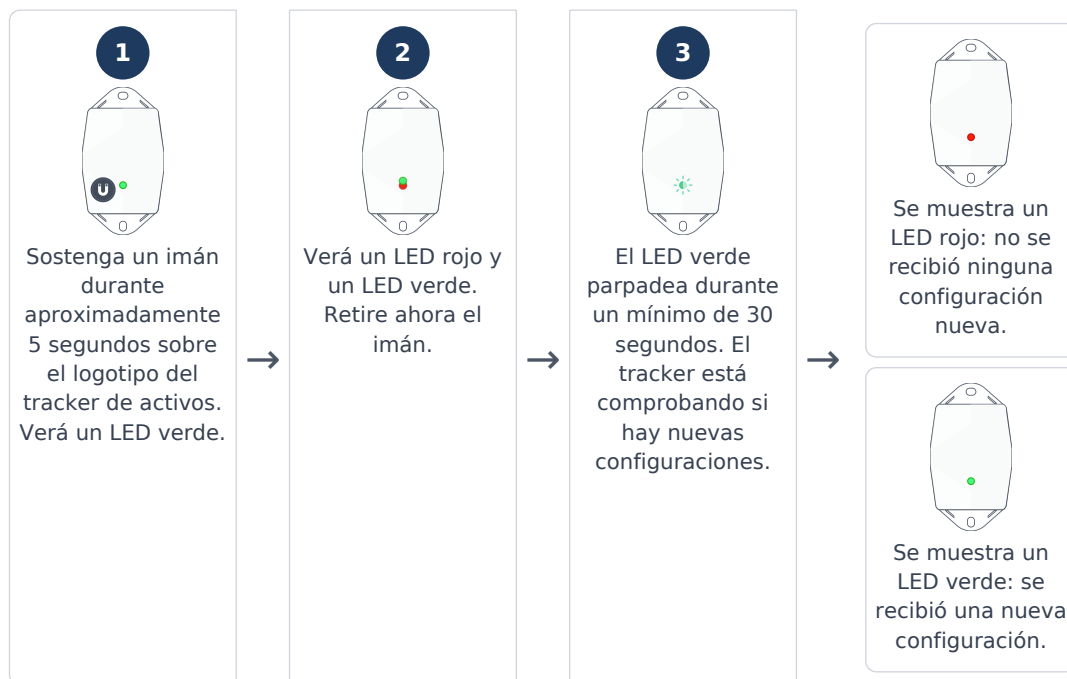 1
Sostenga un imán
durante
aproximadamente
5 segundos sobre
el logotipo del
tracker de activos.
Verá un LED verde.
→
2
Verá un LED rojo y
un LED verde.
Retire ahora el
imán.
→
3
El LED verde
parpadea durante
un mínimo de 30
segundos. El
tracker está
comprobando si
hay nuevas
configuraciones.
→
Se muestra un
LED rojo: no se
recibió ninguna
configuración
nueva.
Se muestra un
LED verde: se
recibió una nueva
configuración.